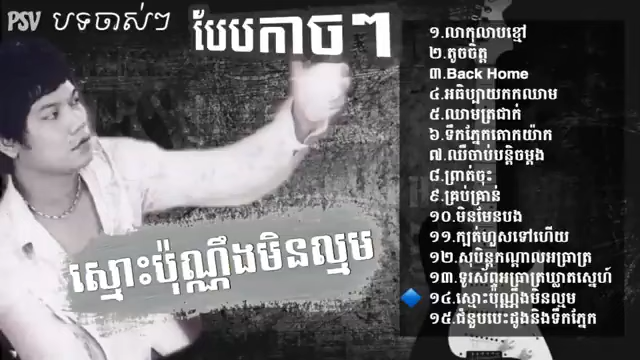 PSV បទចាស់ៗ
បែបកាចៗ
ស្មោះប៉ុណ្ណឹងមិនល្មម
១.លាកុលាបខ្មៅ
២.តូចចិត្ត
៣.Back Home
៤.អធិប្បាយកកឈាម
៥.ឈាមត្រជាក់
៦.ទឹកភ្នែកតោកយ៉ាក
៧.ឈឺចាប់បន្តិចម្ដង
៨.ព្រាត់ចុះ
៩.គ្រប់គ្រាន់
១០.មិនមែនបង
១១.ក្បត់ហួសទៅហើយ
១២.សុបិន្តកណ្ដាលអធ្រាត្រ
១៣.ទូរស័ព្ទអធ្រាត្រឃ្លាតស្នេហ៍
១៤.ស្មោះប៉ុណ្ណឹងមិនល្មម
១៥.ជំនួបបេះដូងនិងទឹកភ្នែក